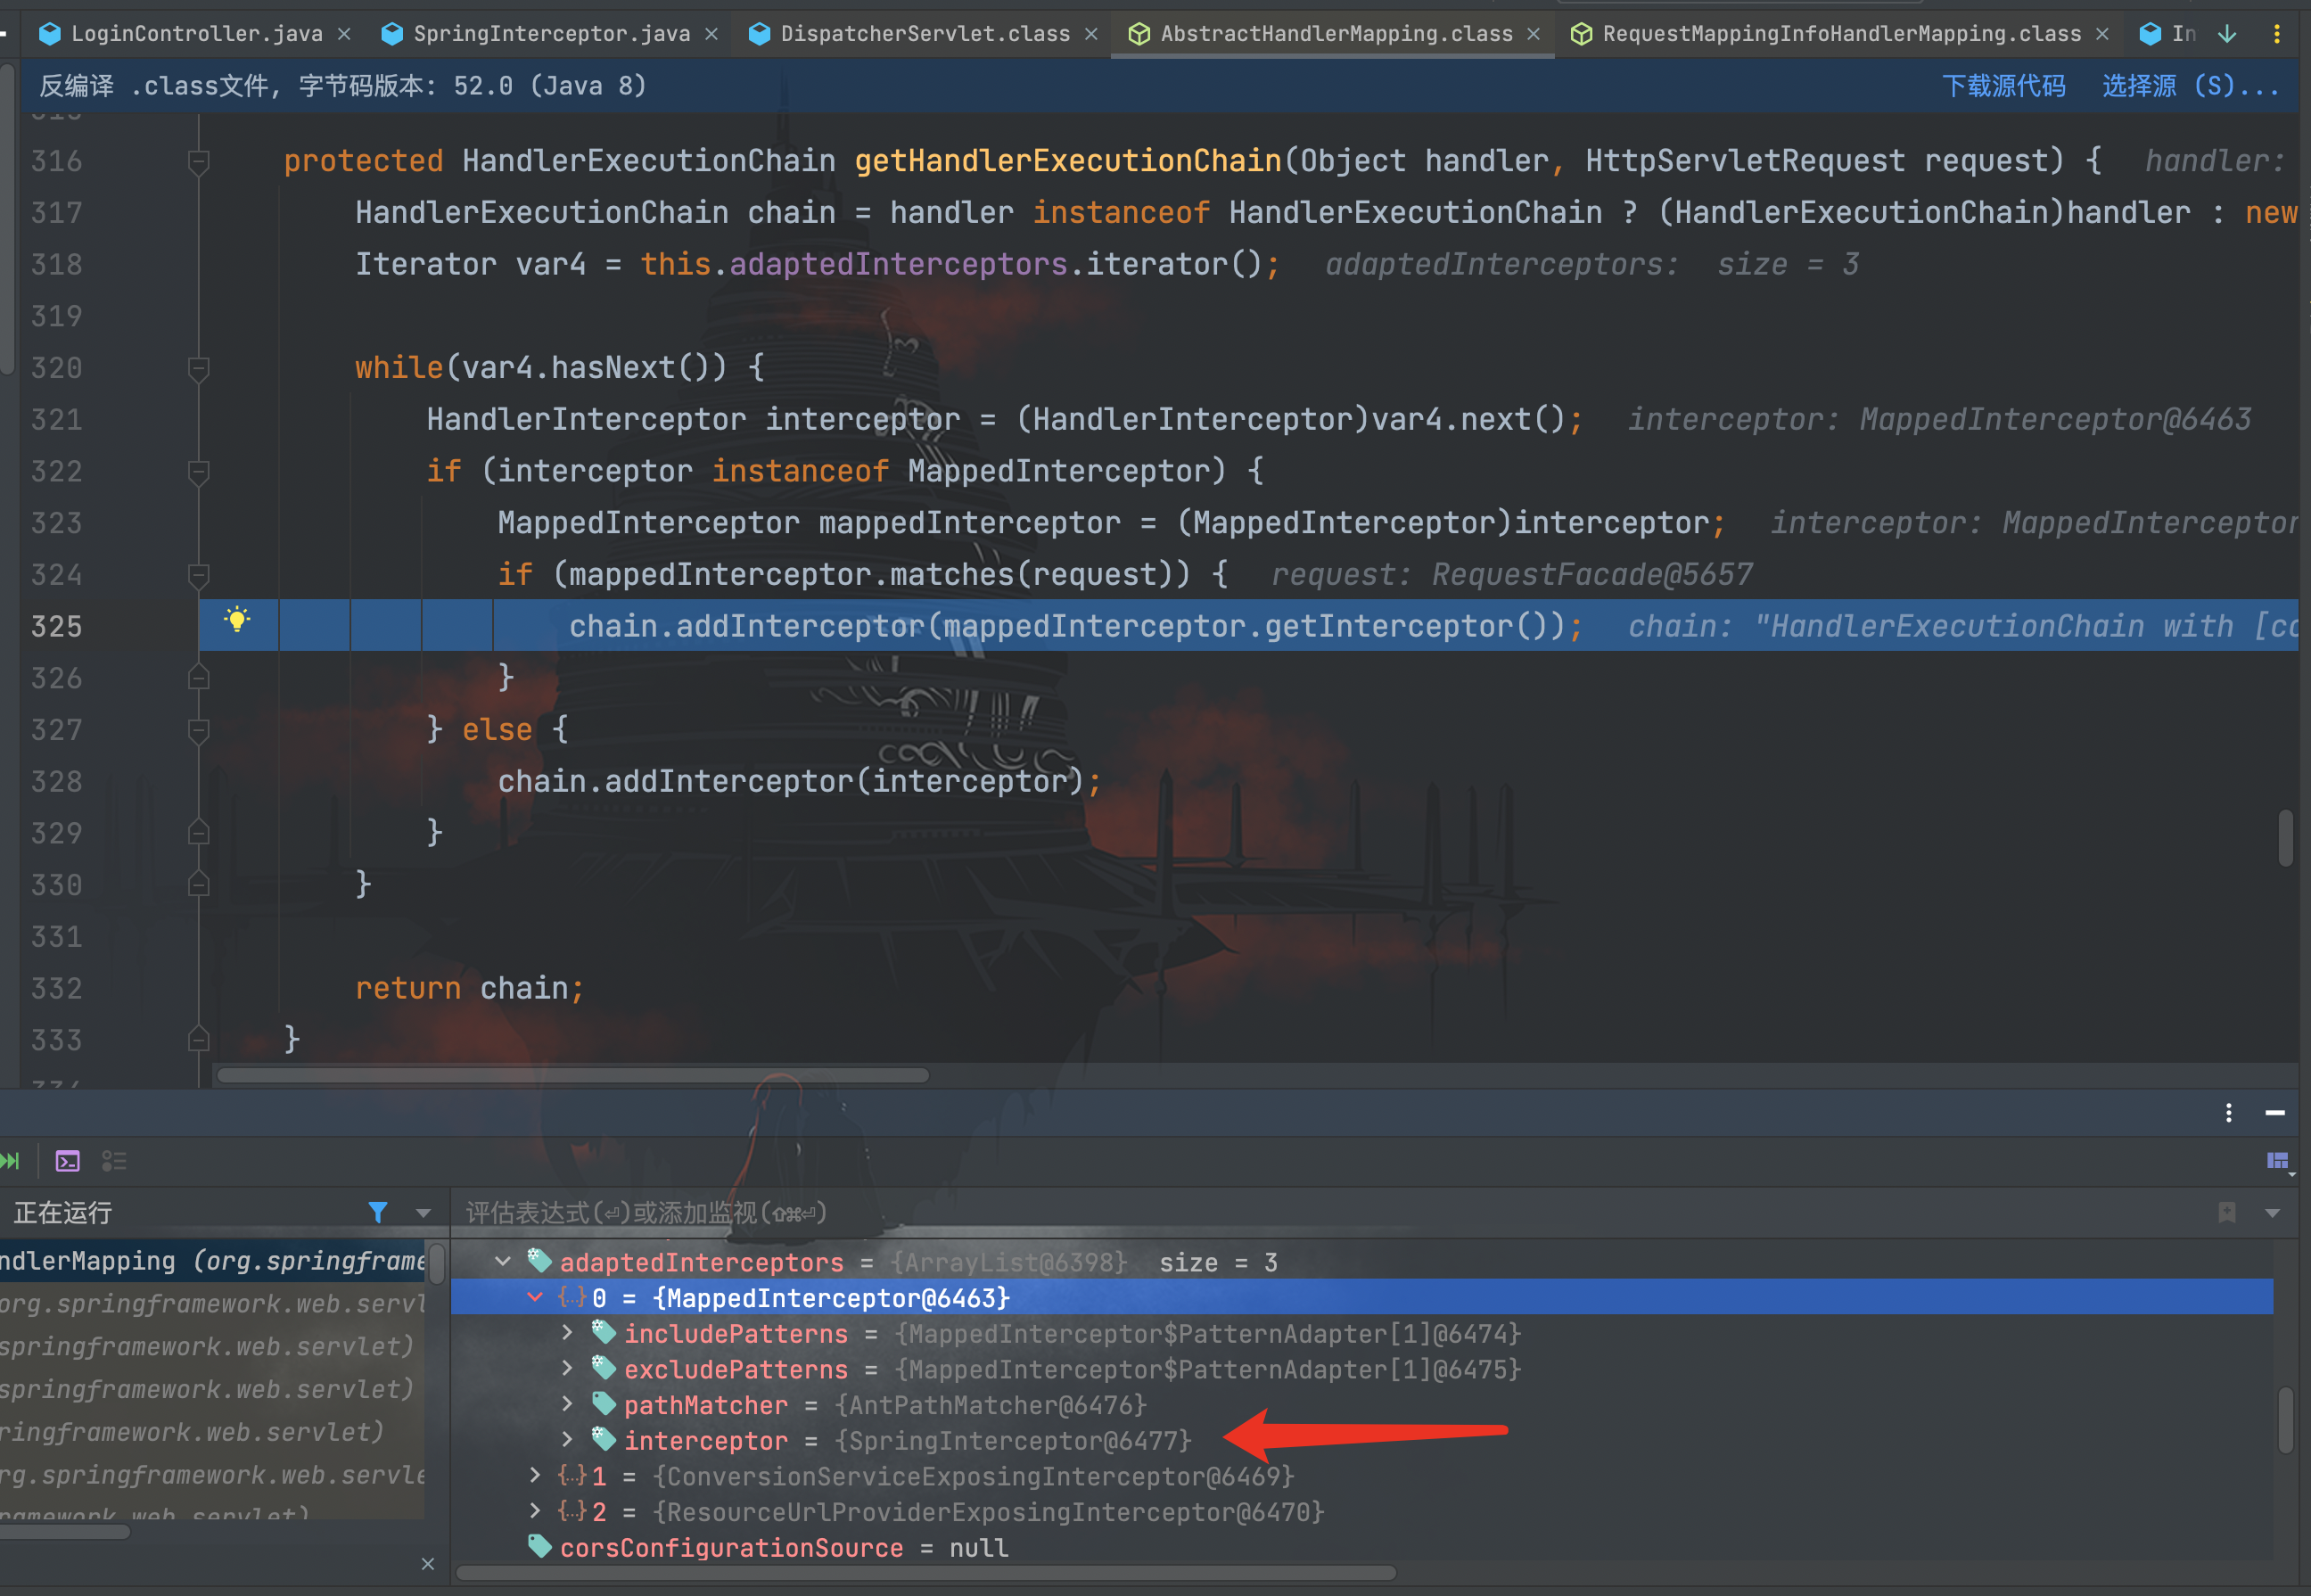 LoginController.java SpringInterceptor.java DispatcherServlet.class AbstractHandlerMapping.class RequestMappingInfoHandlerMapping.class In
反编译 .class文件, 字节码版本: 52.0 (Java 8) 下载源代码 选择源 (S)...
316 protected HandlerExecutionChain getHandlerExecutionChain(Object handler, HttpServletRequest request) { handler:
317 HandlerExecutionChain chain = handler instanceof HandlerExecutionChain ? (HandlerExecutionChain)handler : new
318 Iterator var4 = this.adaptedInterceptors.iterator(); adaptedInterceptors: size = 3
319
320 while(var4.hasNext()) {
321 HandlerInterceptor interceptor = (HandlerInterceptor)var4.next(); interceptor: MappedInterceptor@6463
322 if (interceptor instanceof MappedInterceptor) {
323 MappedInterceptor mappedInterceptor = (MappedInterceptor)interceptor; interceptor: MappedInterceptor
324 if (mappedInterceptor.matches(request)) { request: RequestFacade@5657
325 chain.addInterceptor(mappedInterceptor.getInterceptor()); chain: "HandlerExecutionChain with [co
326 }
327 } else {
328 chain.addInterceptor(interceptor);
329 }
330 }
331
332 return chain;
333 }
正在运行 评估表达式(⏎)或添加监视(⇧⌘⏎)
ndlerMapping (org.springframe
org.springframework.web.servl
springframework.web.servlet)
springframework.web.servlet)
ringframework.web.servlet)
rg.springframework.web.servle
ramework.web.servlet)
adaptedInterceptors = {ArrayList@6398} size = 3
0 = {MappedInterceptor@6463}
includePatterns = {MappedInterceptor$PatternAdapter[1]@6474}
excludePatterns = {MappedInterceptor$PatternAdapter[1]@6475}
pathMatcher = {AntPathMatcher@6476}
interceptor = {SpringInterceptor@6477}
1 = {ConversionServiceExposingInterceptor@6469}
2 = {ResourceUrlProviderExposingInterceptor@6470}
corsConfigurationSource = null